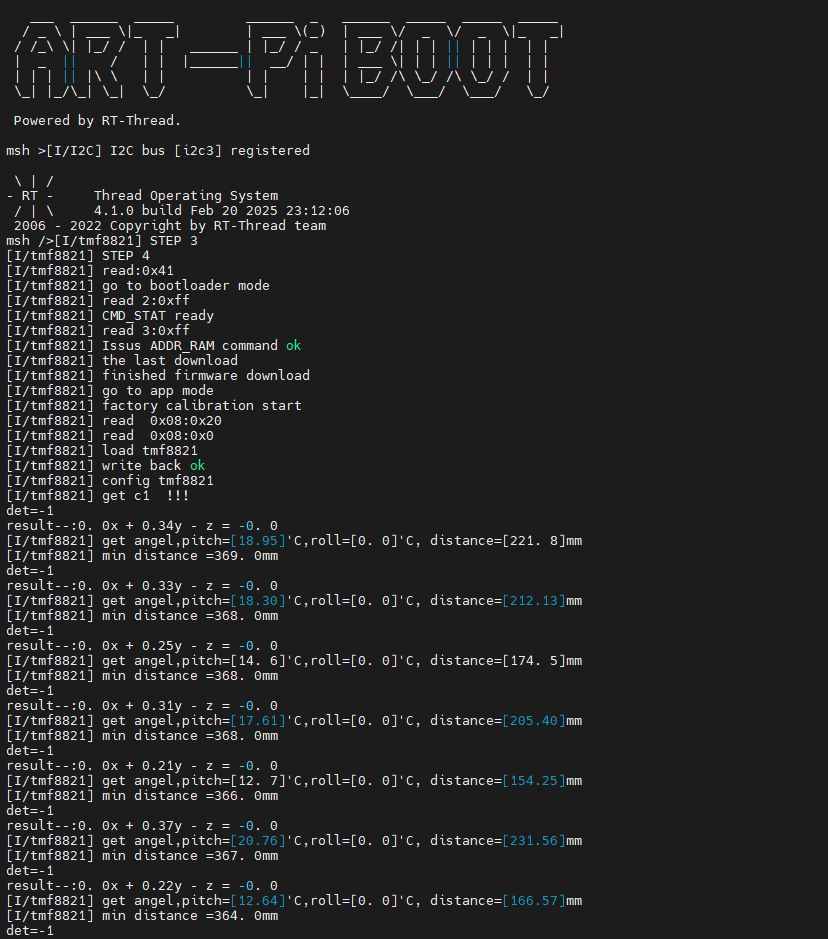 ART-Pi BOOT
Powered by RT-Thread.
msh >[I/I2C] I2C bus [i2c3] registered
\ | /
- RT -     Thread Operating System
/ | \     4.1.0 build Feb 20 2025 23:12:06
2006 - 2022 Copyright by RT-Thread team
msh />[I/tmf8821] STEP 3
[I/tmf8821] STEP 4
[I/tmf8821] read:0x41
[I/tmf8821] go to bootloader mode
[I/tmf8821] read 2:0xff
[I/tmf8821] CMD_STAT ready
[I/tmf8821] read 3:0xff
[I/tmf8821] Issus ADDR_RAM command ok
[I/tmf8821] the last download
[I/tmf8821] finished firmware download
[I/tmf8821] go to app mode
[I/tmf8821] factory calibration start
[I/tmf8821] read  0x08:0x20
[I/tmf8821] read  0x08:0x0
[I/tmf8821] load tmf8821
[I/tmf8821] write back ok
[I/tmf8821] config tmf8821
[I/tmf8821] get c1  !!!
det=-1
result--:0. 0x + 0.34y - z = -0. 0
[I/tmf8821] get angel,pitch=[18.95]'C,roll=[0. 0]'C, distance=[221. 8]mm
[I/tmf8821] min distance =369. 0mm
det=-1
result--:0. 0x + 0.33y - z = -0. 0
[I/tmf8821] get angel,pitch=[18.30]'C,roll=[0. 0]'C, distance=[212.13]mm
[I/tmf8821] min distance =368. 0mm
det=-1
result--:0. 0x + 0.25y - z = -0. 0
[I/tmf8821] get angel,pitch=[14. 6]'C,roll=[0. 0]'C, distance=[174. 5]mm
[I/tmf8821] min distance =368. 0mm
det=-1
result--:0. 0x + 0.31y - z = -0. 0
[I/tmf8821] get angel,pitch=[17.61]'C,roll=[0. 0]'C, distance=[205.40]mm
[I/tmf8821] min distance =368. 0mm
det=-1
result--:0. 0x + 0.21y - z = -0. 0
[I/tmf8821] get angel,pitch=[12. 7]'C,roll=[0. 0]'C, distance=[154.25]mm
[I/tmf8821] min distance =366. 0mm
det=-1
result--:0. 0x + 0.37y - z = -0. 0
[I/tmf8821] get angel,pitch=[20.76]'C,roll=[0. 0]'C, distance=[231.56]mm
[I/tmf8821] min distance =367. 0mm
det=-1
result--:0. 0x + 0.22y - z = -0. 0
[I/tmf8821] get angel,pitch=[12.64]'C,roll=[0. 0]'C, distance=[166.57]mm
[I/tmf8821] min distance =364. 0mm
det=-1